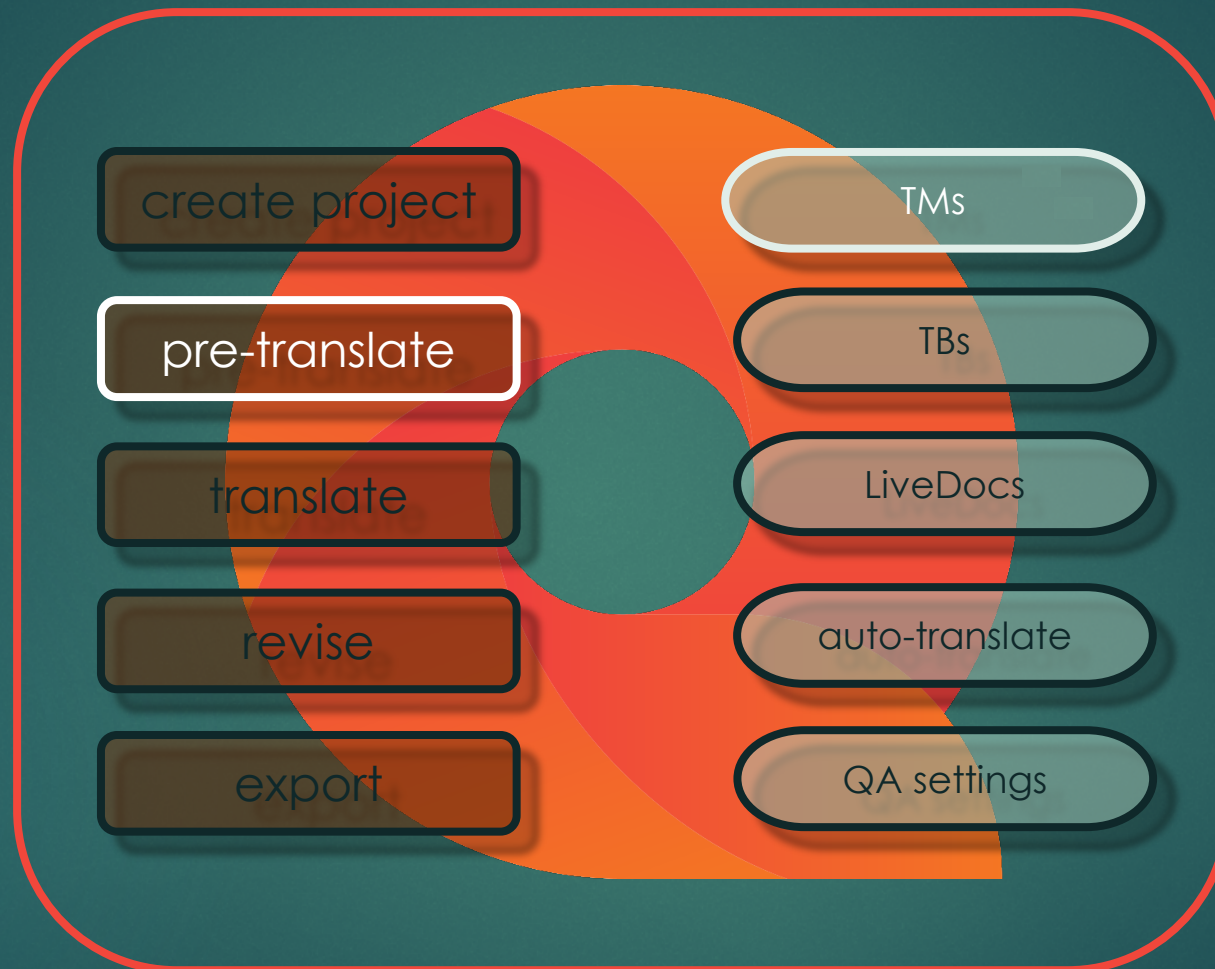 create project
pre-translate
translate
revise
export
TMs
TBs
LiveDocs
auto-translate
QA settings